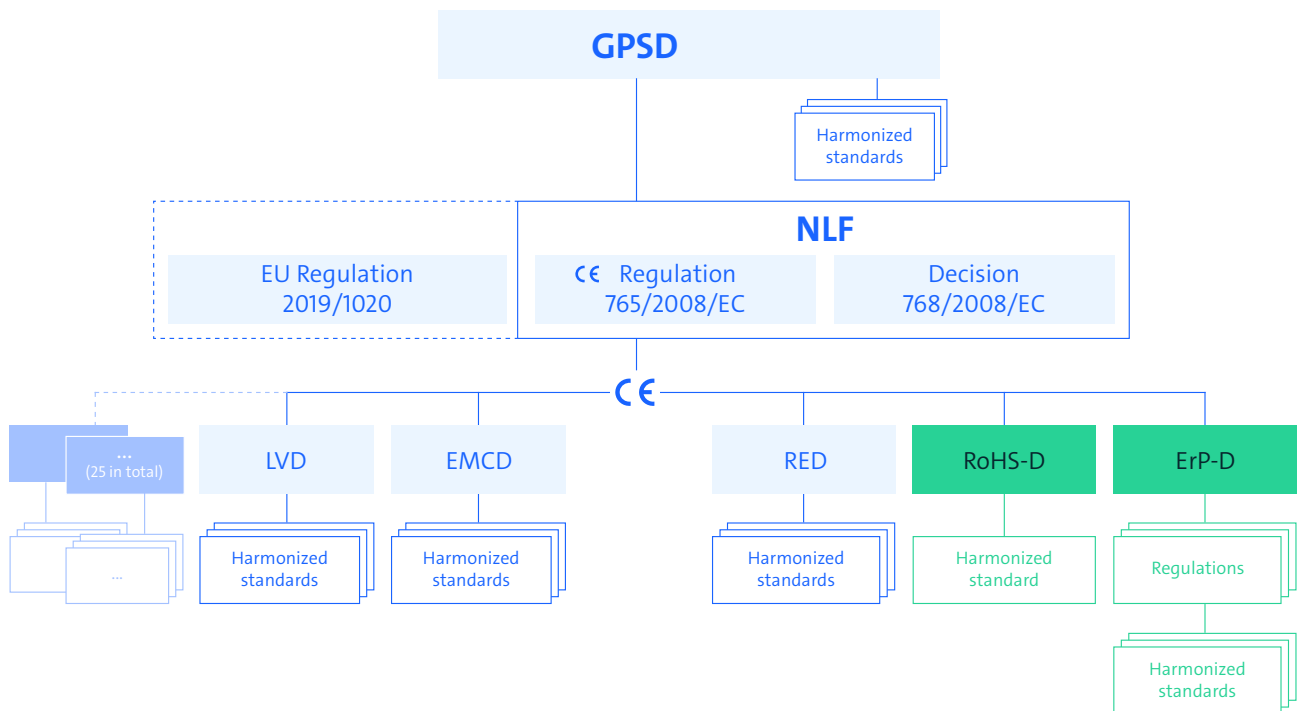 GPSD
Harmonized
standards
NLF
EU Regulation
2019/1020
CE Regulation
765/2008/EC
Decision
768/2008/EC
CE
...
(25 in total)
LVD
EMCD
RED
RoHS-D
ErP-D
...
Harmonized
standards
Harmonized
standards
Harmonized
standards
Harmonized
standard
Regulations
Harmonized
standards